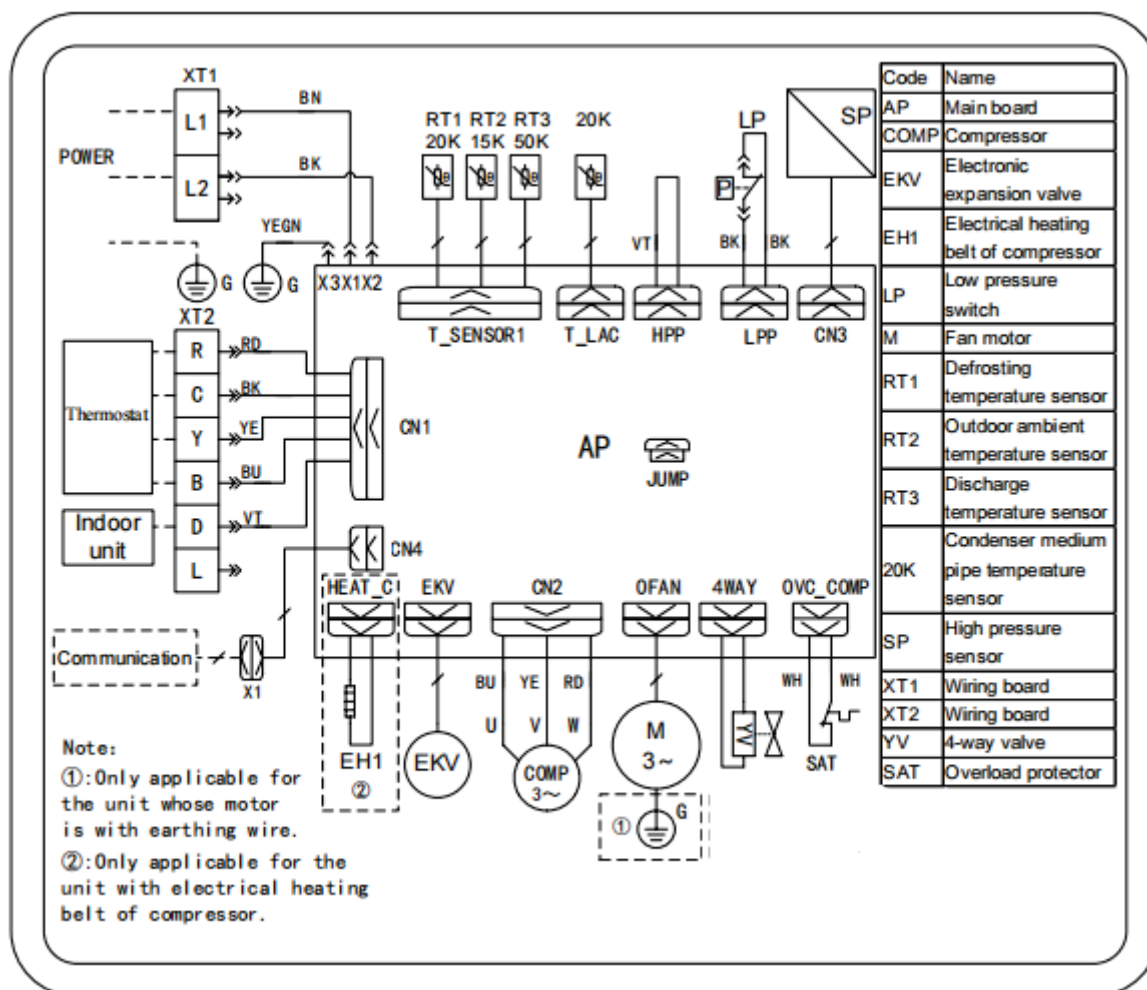 XT1
BN
L1
POWER
BK
L2
YEGN
G
G
X3 X1 X2
RT1 RT2 RT3
20K 15K 50K
20K
LP
SP
P
VT
BK
BK
T_SENSOR1
T_LAC
HPP
LPP
CN3
XT2
Thermostat
R
RD
C
BK
Y
YE
B
BU
Indoor
unit
D
VT
L
CN1
AP
JUMP
CN4
Communication
X1
HEAT_C
EKV
CN2
OFAN
4WAY
OVC_COMP
EH1
②
EKV
BU
YE
RD
U
V
W
COMP
3~
M
3~
①
G
YV
WH
WH
SAT
Note:
①:Only applicable for
the unit whose motor
is with earthing wire.
②:Only applicable for the
unit with electrical heating
belt of compressor.
Code Name
AP Main board
COMP Compressor
EKV Electronic
expansion valve
EH1 Electrical heating
belt of compressor
LP Low pressure
switch
M Fan motor
RT1 Defrosting
temperature sensor
RT2 Outdoor ambient
temperature sensor
RT3 Discharge
temperature sensor
20K Condenser medium
pipe temperature
sensor
SP High pressure
sensor
XT1 Wiring board
XT2 Wiring board
YV 4-way valve
SAT Overload protector